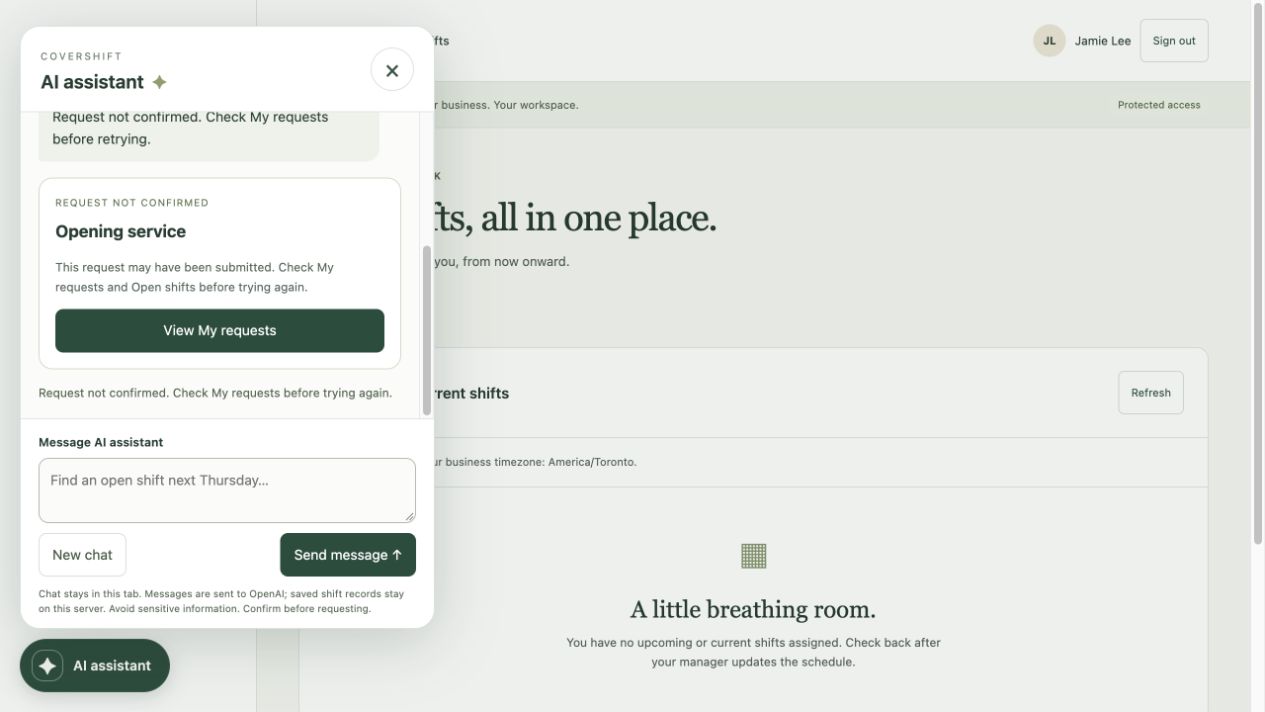 COVERSHIFT
AI assistant
Request not confirmed. Check My requests
before retrying.
REQUEST NOT CONFIRMED
Opening service
This request may have been submitted. Check My
requests and Open shifts before trying again.
View My requests
Request not confirmed. Check My requests before trying again.
Message AI assistant
Find an open shift next Thursday...
New chat
Send message ↑
Chat stays in this tab. Messages are sent to OpenAI; saved shift records stay
on this server. Avoid sensitive information. Confirm before requesting.
AI assistant
fts
JL
Jamie Lee
Sign out
r business. Your workspace.
Protected access
K
fts, all in one place.
you, from now onward.
rent shifts
Refresh
ur business timezone: America/Toronto.
A little breathing room.
You have no upcoming or current shifts assigned. Check back after
your manager updates the schedule.